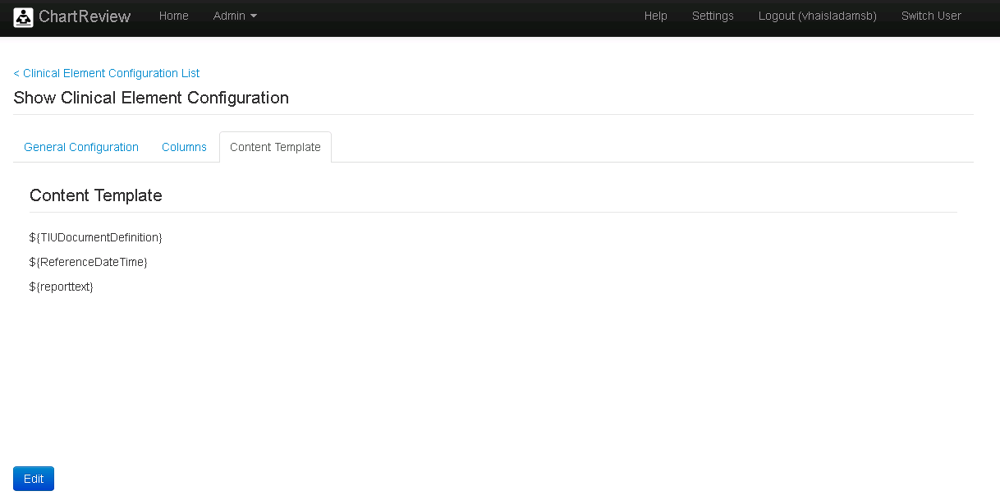 ChartReview Home Admin Help Settings Logout (vhaisladamsb) Switch User
< Clinical Element Configuration List
Show Clinical Element Configuration
General Configuration Columns Content Template
Content Template
${TIUDocumentDefinition}
${ReferenceDateTime}
${reporttext}
Edit